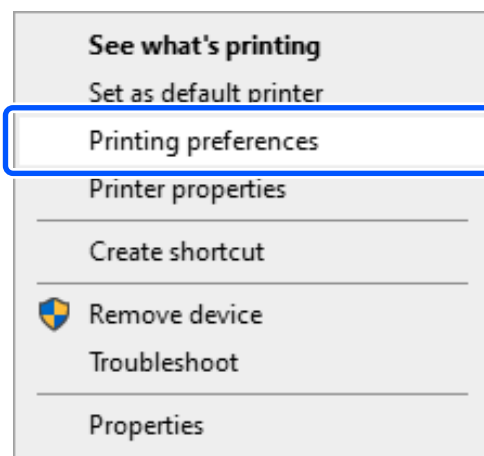 See what's printing
Set as default printer
Printing preferences
Printer properties
Create shortcut
Remove device
Troubleshoot
Properties